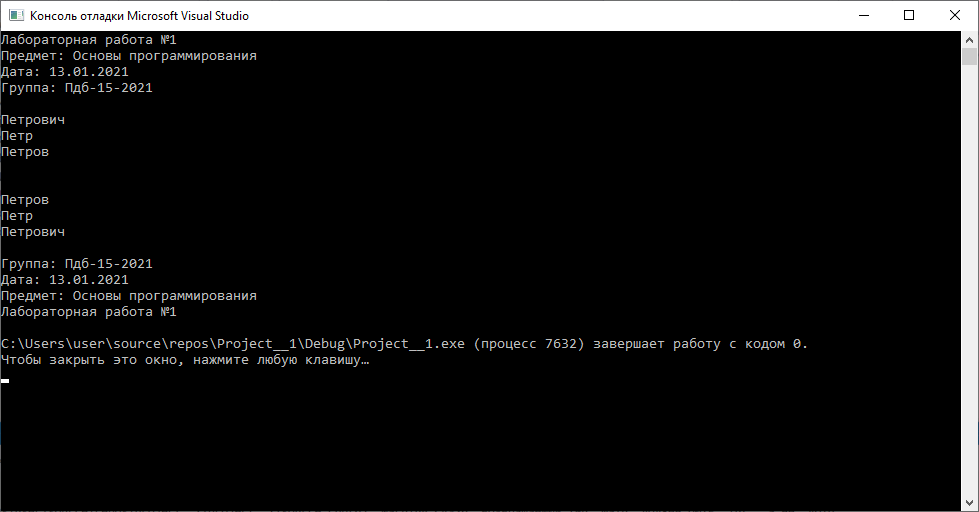 Консоль отладки Microsoft Visual Studio
Лабораторная работа №1
Предмет: Основы программирования
Дата: 13.01.2021
Группа: Пдб-15-2021
Петрович
Петр
Петров
Петров
Петр
Петрович
Группа: Пдб-15-2021
Дата: 13.01.2021
Предмет: Основы программирования
Лабораторная работа №1
C:\Users\user\source\repos\Project__1\Debug\Project__1.exe (процесс 7632) завершает работу с кодом 0.
Чтобы закрыть это окно, нажмите любую клавишу…